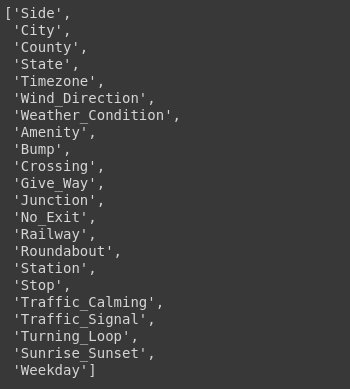 ['Side',
'City',
'County',
'State',
'Timezone',
'Wind_Direction',
'Weather_Condition',
'Amenity',
'Bump',
'Crossing',
'Give_Way',
'Junction',
'No_Exit',
'Railway',
'Roundabout',
'Station',
'Stop',
'Traffic_Calming',
'Traffic_Signal',
'Turning_Loop',
'Sunrise_Sunset',
'Weekday']